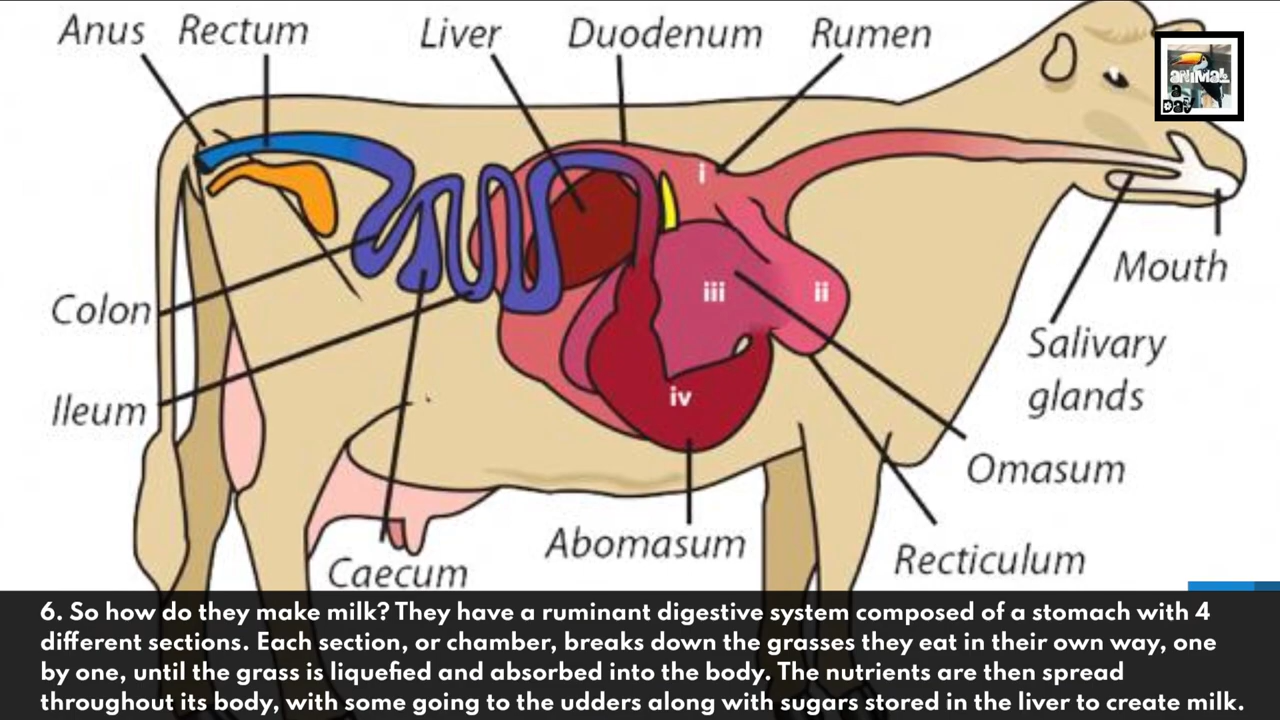 Anus Rectum Liver Duodenum Rumen
ANIMAL
a
DAY
i
Mouth
iii
ii
Colon
Salivary
glands
iv
Ileum
Omasum
Abomasum
Recticulum
Caecum
6. So how do they make milk? They have a ruminant digestive system composed of a stomach with 4
different sections. Each section, or chamber, breaks down the grasses they eat in their own way, one
by one, until the grass is liquefied and absorbed into the body. The nutrients are then spread
throughout its body, with some going to the udders along with sugars stored in the liver to create milk.